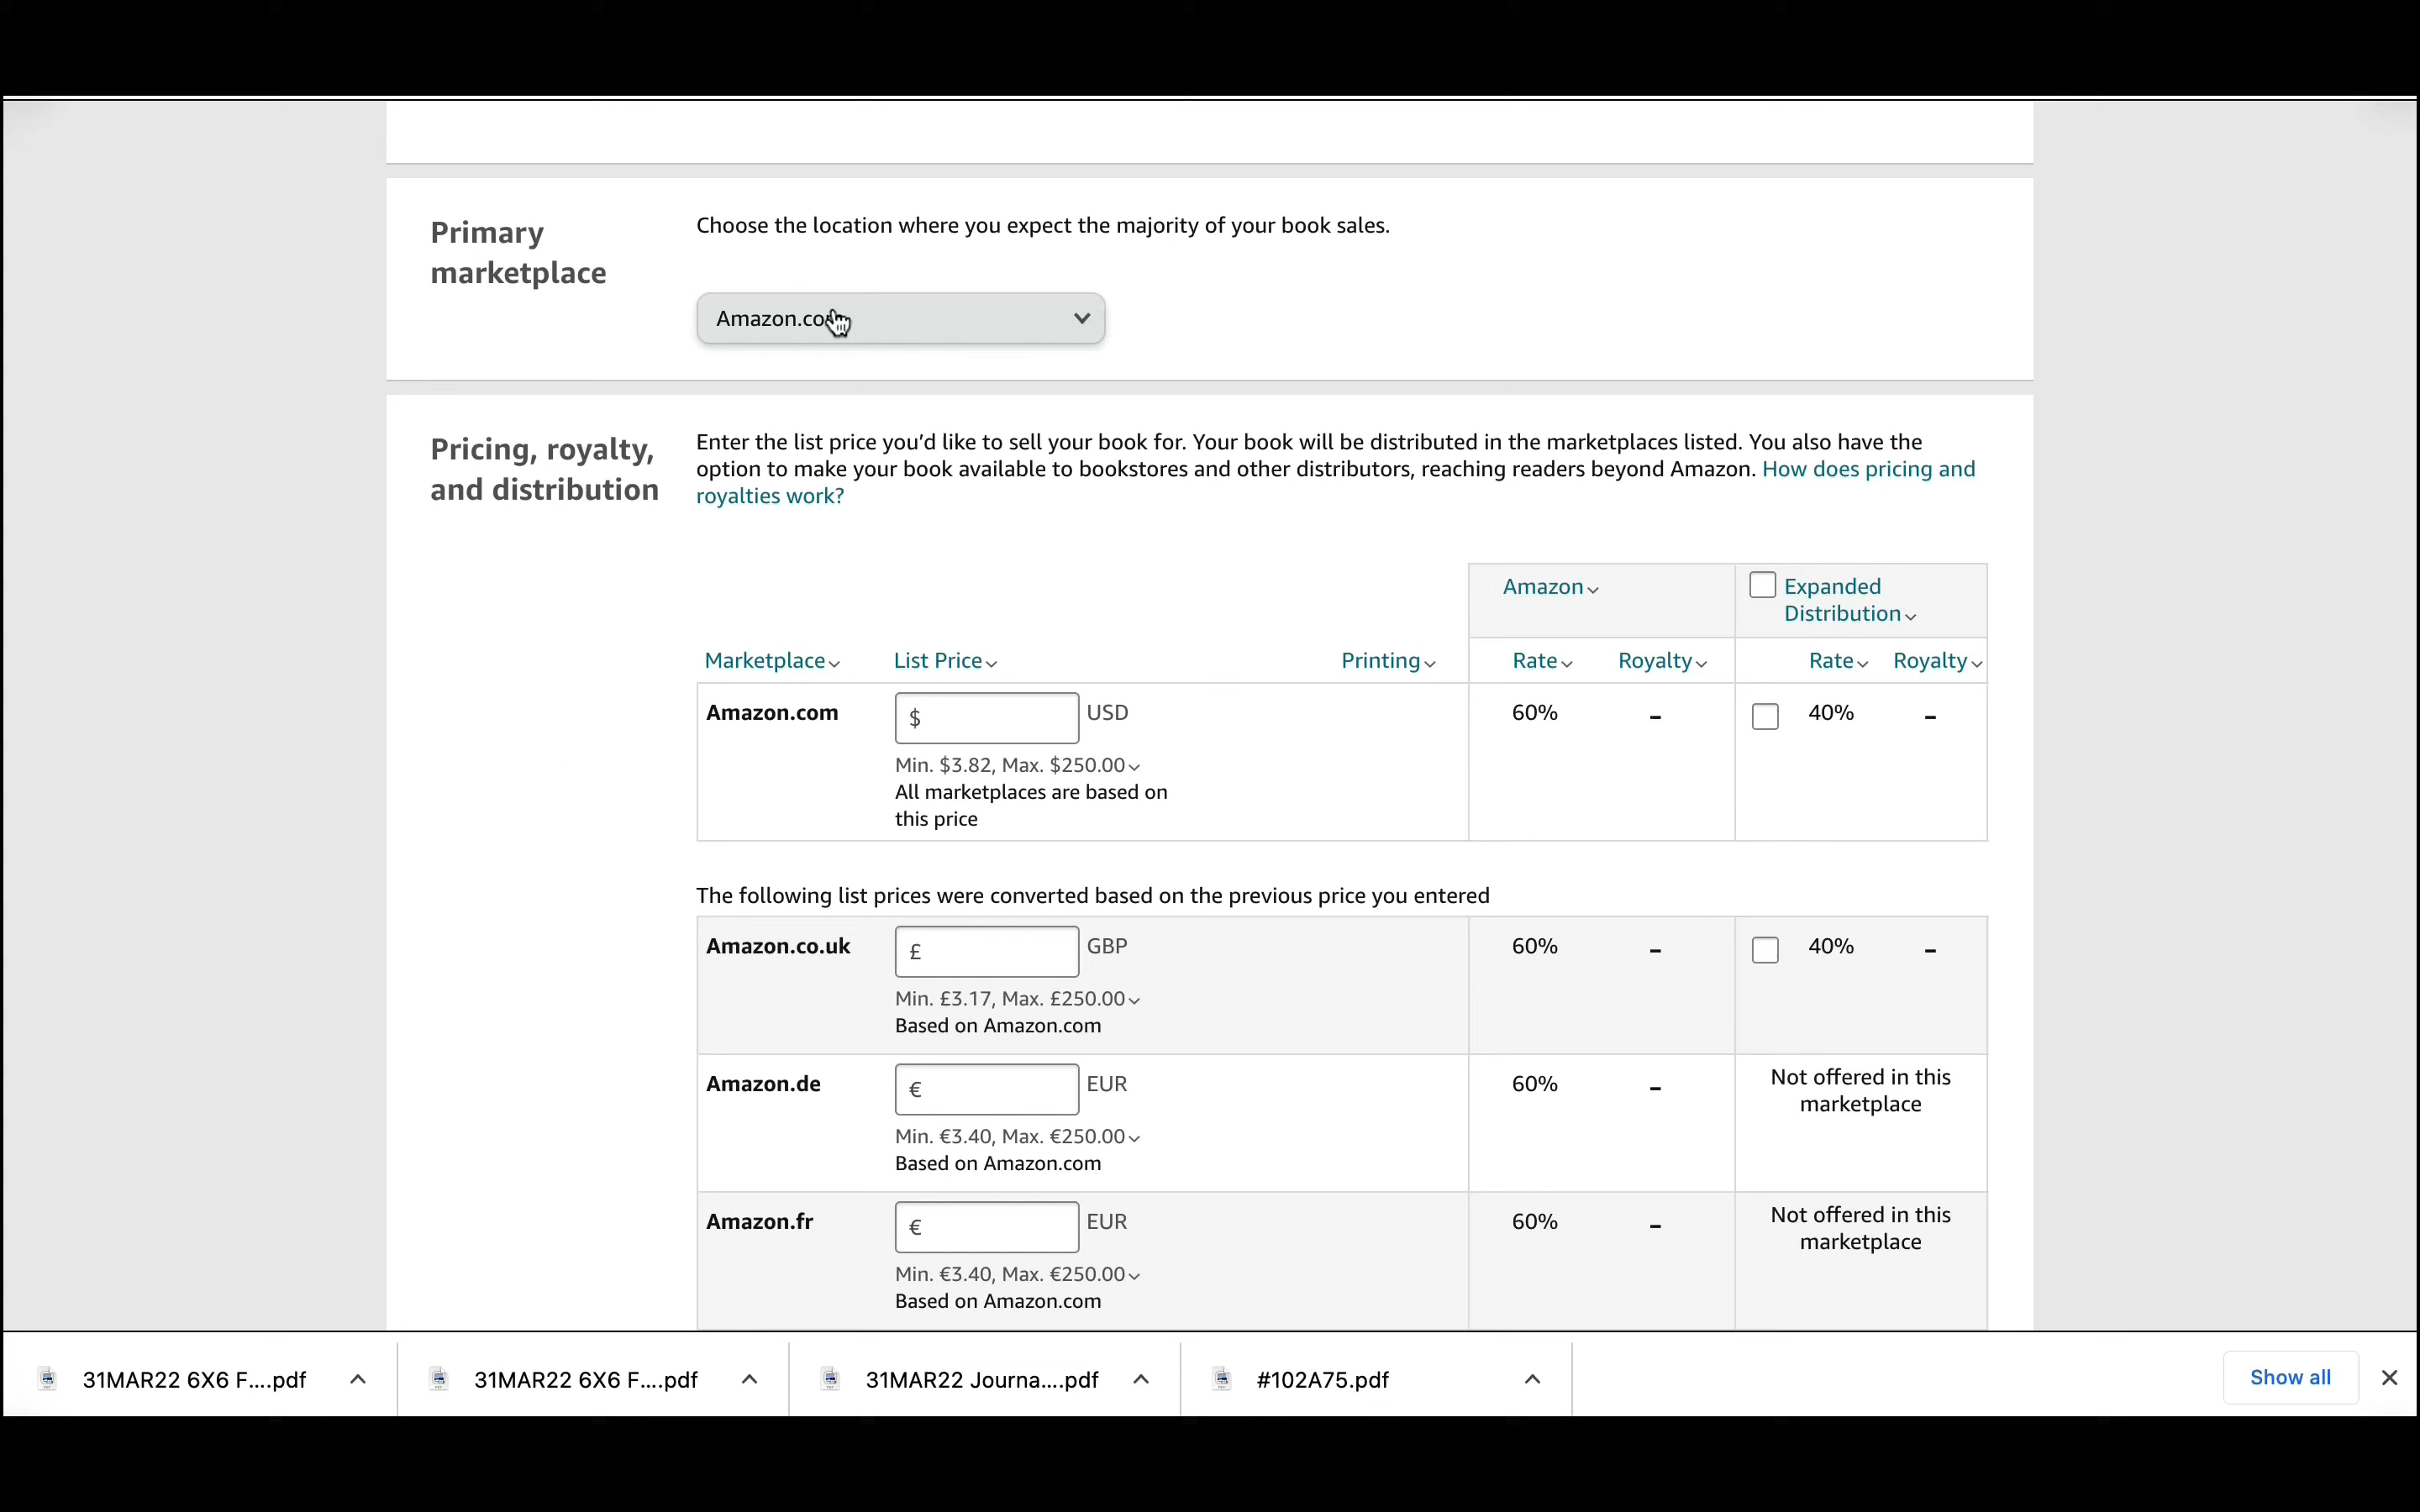 Primary
marketplace
Choose the location where you expect the majority of your book sales.
Amazon.com
Pricing, royalty,
and distribution
Enter the list price you’d like to sell your book for. Your book will be distributed in the marketplaces listed. You also have the
option to make your book available to bookstores and other distributors, reaching readers beyond Amazon. How does pricing and
royalties work?
Amazon
Expanded
Distribution
Marketplace List Price Printing Rate Royalty Rate Royalty
Amazon.com $ USD 60% – 40% –
Min. $3.82, Max. $250.00
All marketplaces are based on
this price
The following list prices were converted based on the previous price you entered
Amazon.co.uk £ GBP 60% – 40% –
Min. £3.17, Max. £250.00
Based on Amazon.com
Amazon.de € EUR 60% – Not offered in this
marketplace
Min. €3.40, Max. €250.00
Based on Amazon.com
Amazon.fr € EUR 60% – Not offered in this
marketplace
Min. €3.40, Max. €250.00
Based on Amazon.com
31MAR22 6X6 F....pdf 31MAR22 6X6 F....pdf 31MAR22 Journa....pdf #102A75.pdf Show all